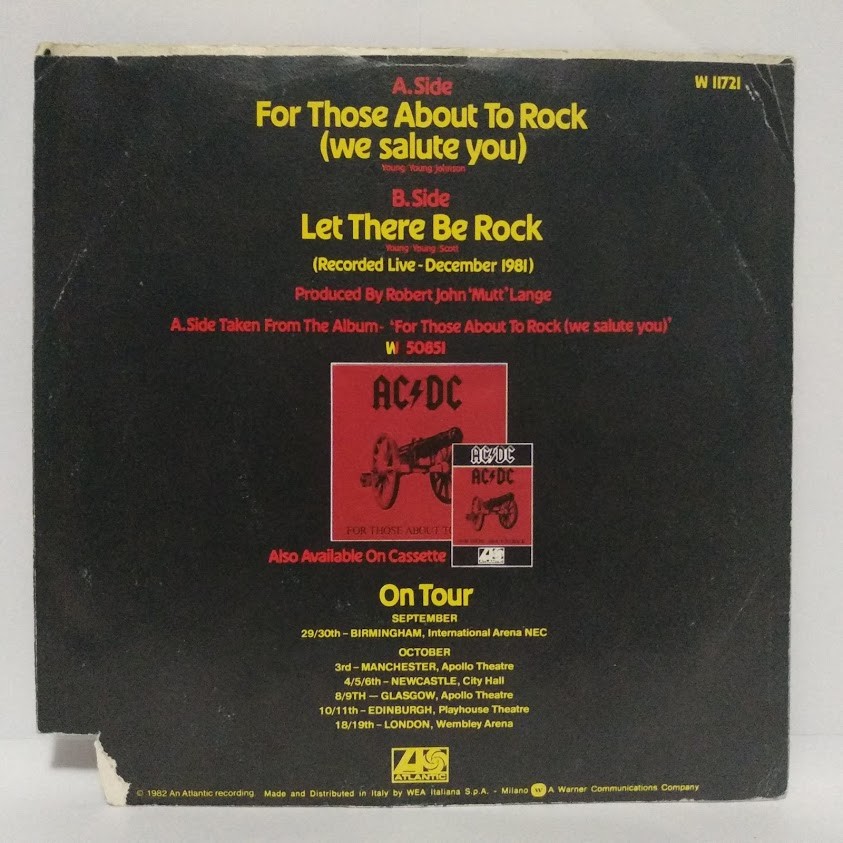 W 11721
A.Side
For Those About To Rock
(we salute you)
Young Young Johnson
B.Side
Let There Be Rock
Young Young Scott
(Recorded Live - December 1981)
Produced By Robert John 'Mutt' Lange
A.Side Taken From The Album - 'For Those About To Rock (we salute you)'
W 50851
AC DC
FOR THOSE ABOUT TO
AC/DC
AC DC
ATLANTIC
Also Available On Cassette
On Tour
SEPTEMBER
29/30th – BIRMINGHAM, International Arena NEC
OCTOBER
3rd – MANCHESTER, Apollo Theatre
4/5/6th – NEWCASTLE, City Hall
8/9TH — GLASGOW, Apollo Theatre
10/11th – EDINBURGH, Playhouse Theatre
18/19th – LONDON, Wembley Arena
ATLANTIC
© 1982 An Atlantic recording. Made and Distributed in Italy by WEA Italiana S.p.A. - Milano W A Warner Communications Company